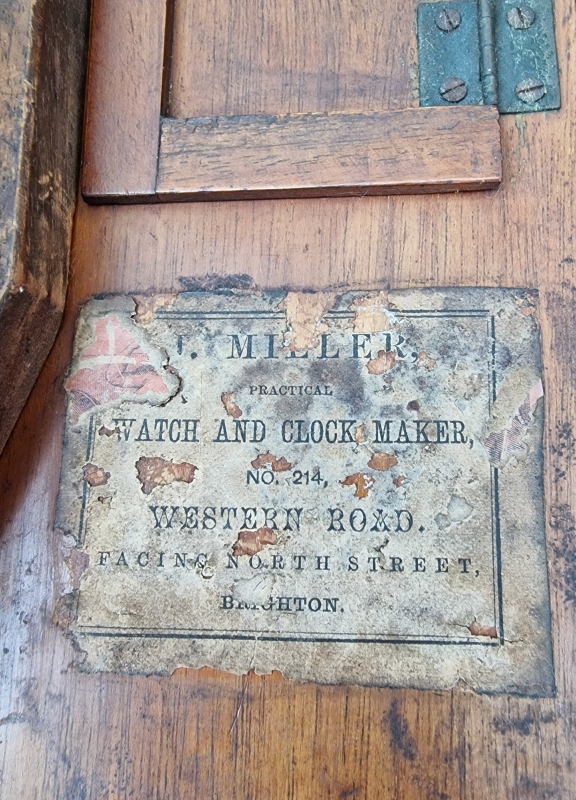 J. MILLER,
PRACTICAL
WATCH AND CLOCK MAKER,
NO. 214,
WESTERN ROAD.
FACING NORTH STREET,
BRIGHTON.